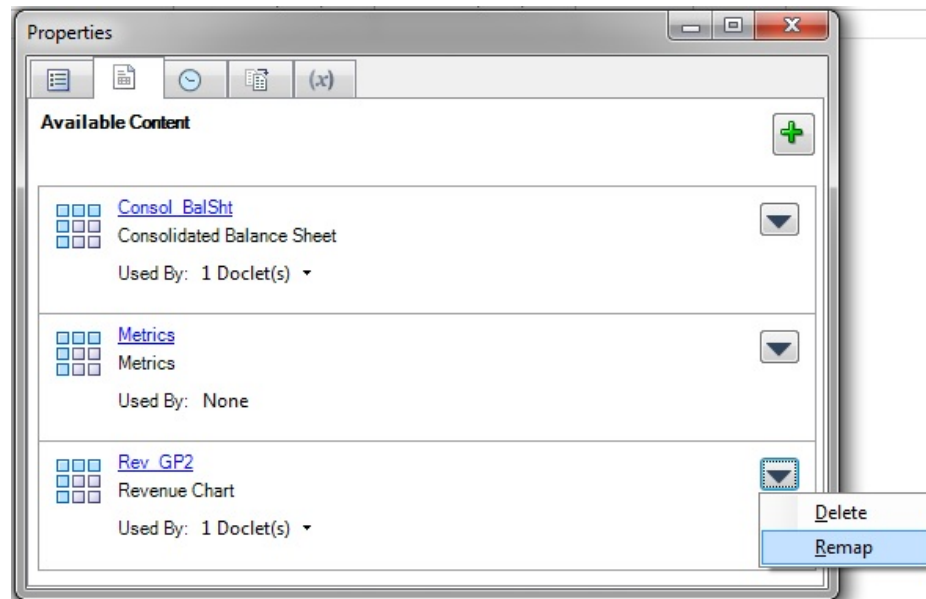 Properties
(x)
Available Content
Consol_BalSht
Consolidated Balance Sheet
Used By: 1 Doclet(s)
Metrics
Metrics
Used By: None
Rev_GP2
Revenue Chart
Used By: 1 Doclet(s)
Delete
Remap